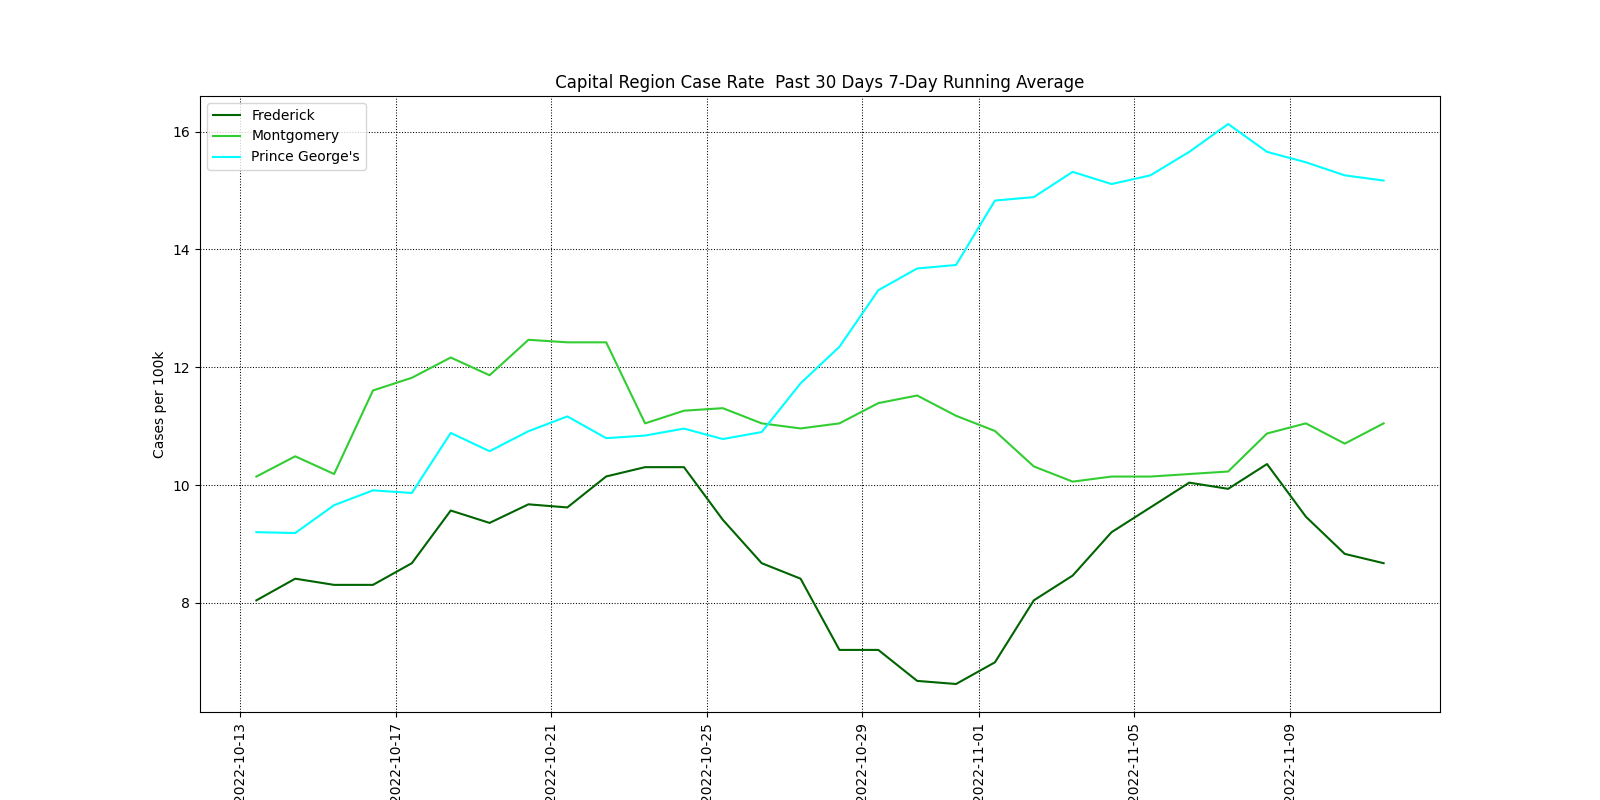 Capital Region Case Rate  Past 30 Days 7-Day Running Average
Frederick
Montgomery
Prince George's
Cases per 100k
16
14
12
10
8
2022-10-13
2022-10-17
2022-10-21
2022-10-25
2022-10-29
2022-11-01
2022-11-05
2022-11-09